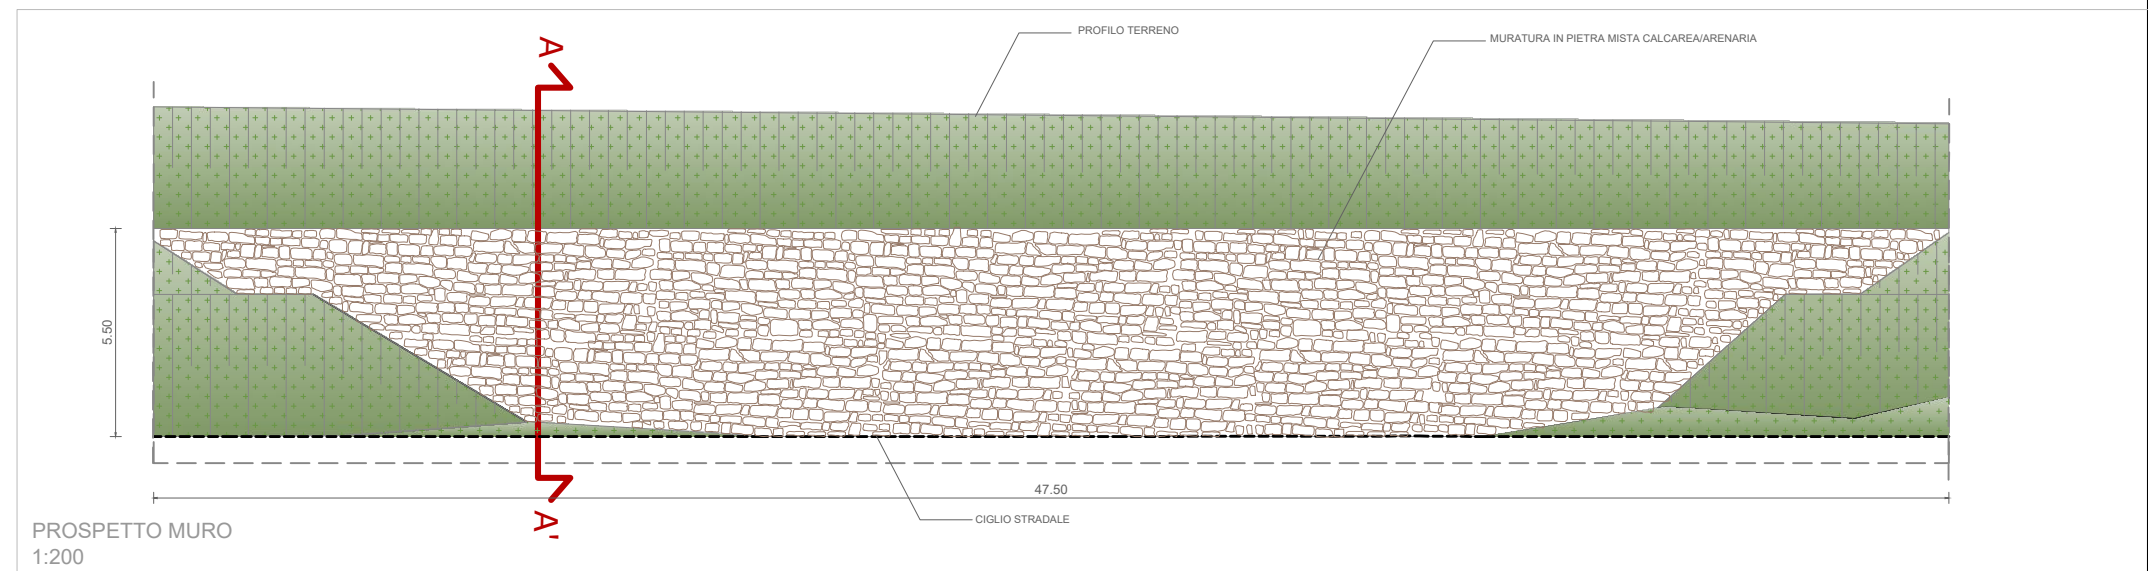 PROFILO TERRENO
MURATURA IN PIETRA MISTA CALCAREA/ARENARIA
A
5.50
47.50
A'
CIGLIO STRADALE
PROSPETTO MURO
1:200